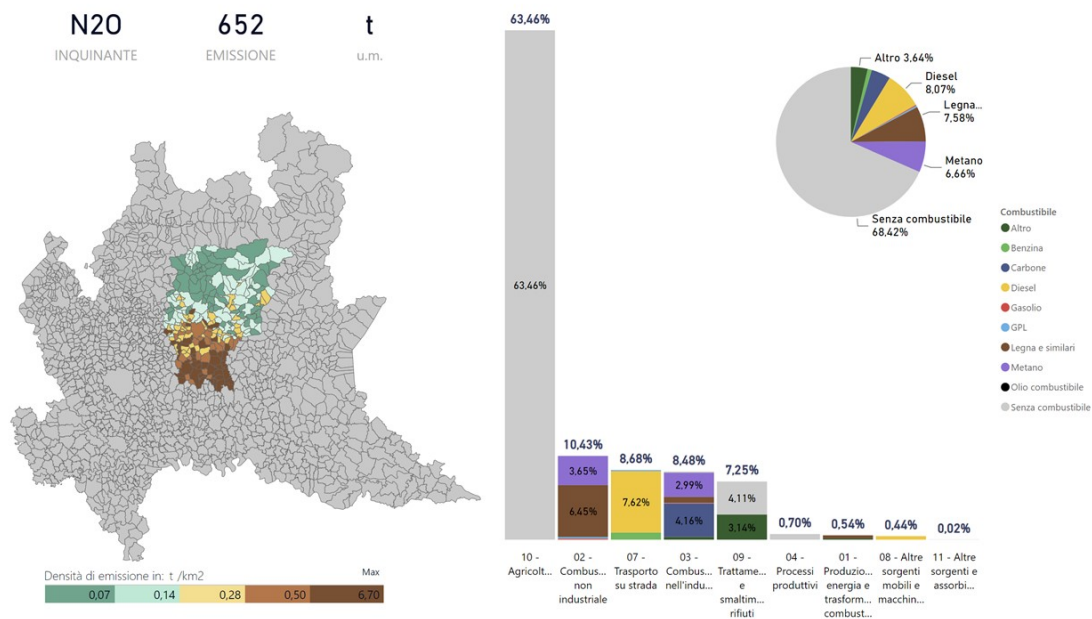 N2O
INQUINANTE
652
EMISSIONE
t
u.m.
Densità di emissione in: t /km2
Max
0,07
0,14
0,28
0,50
6,70
63,46%
63,46%
10,43%
3,65%
6,45%
8,68%
7,62%
8,48%
2,99%
4,16%
7,25%
4,11%
3,14%
0,70%
0,54%
0,44%
0,02%
10 -
Agricolt...
02 -
Combus...
non
industriale
07 -
Trasporto
su strada
03 -
Combus...
nell'indu...
09 -
Trattame...
e
smaltim...
rifiuti
04 -
Processi
produttivi
01 -
Produzio...
energia e
trasform...
combust...
08 - Altre
sorgenti
mobili e
macchin...
11 - Altre
sorgenti e
assorbi...
Altro 3,64%
Diesel
8,07%
Legna...
7,58%
Metano
6,66%
Senza combustibile
68,42%
Combustibile
Altro
Benzina
Carbone
Diesel
Gasolio
GPL
Legna e similari
Metano
Olio combustibile
Senza combustibile